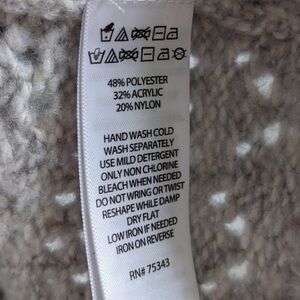 48% POLYESTER
32% ACRYLIC
20% NYLON
HAND WASH COLD
WASH SEPARATELY
USE MILD DETERGENT
ONLY NON CHLORINE
BLEACH WHEN NEEDED
DO NOT WRING OR TWIST
RESHAPE WHILE DAMP
DRY FLAT
LOW IRON IF NEEDED
IRON ON REVERSE
RN# 75343